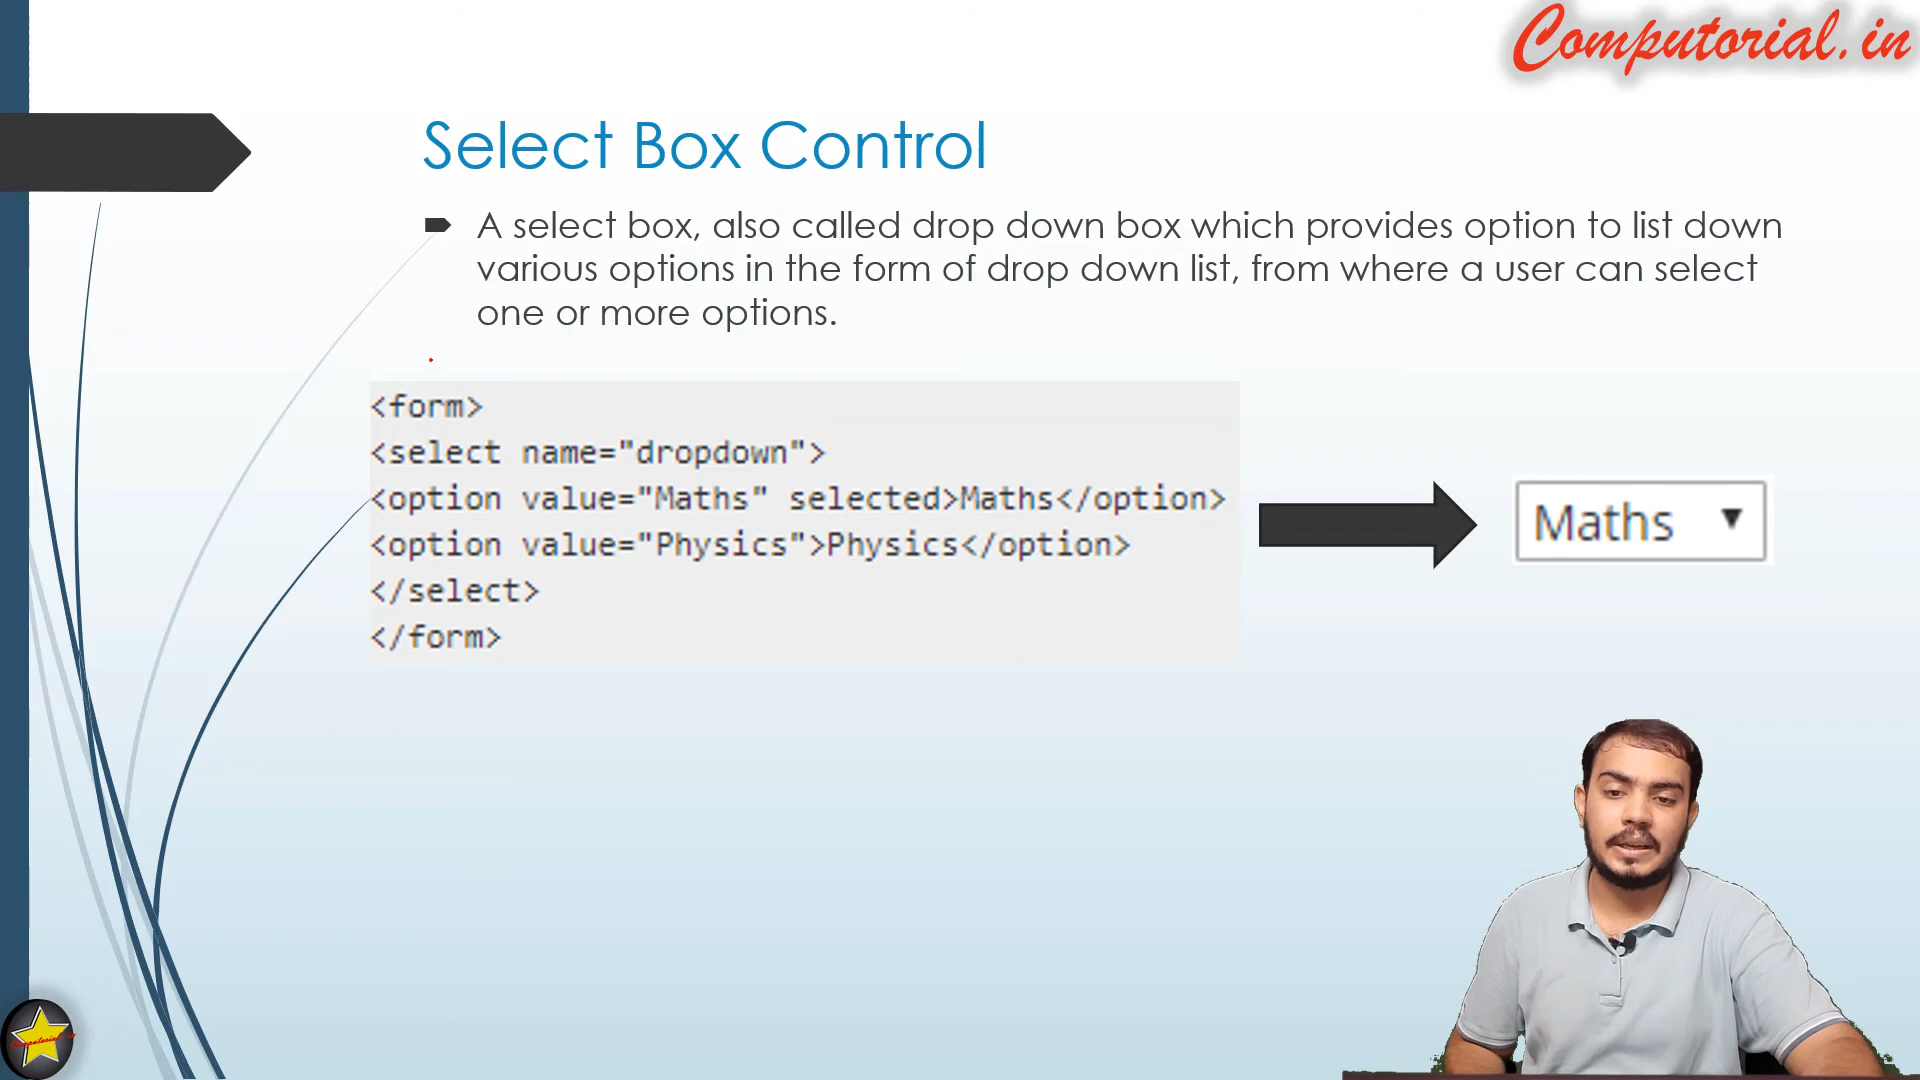 Computorial.in
Select Box Control
A select box, also called drop down box which provides option to list down
various options in the form of drop down list, from where a user can select
one or more options.
<form>
<select name="dropdown">
<option value="Maths" selected>Maths</option>
<option value="Physics">Physics</option>
</select>
</form>
Maths